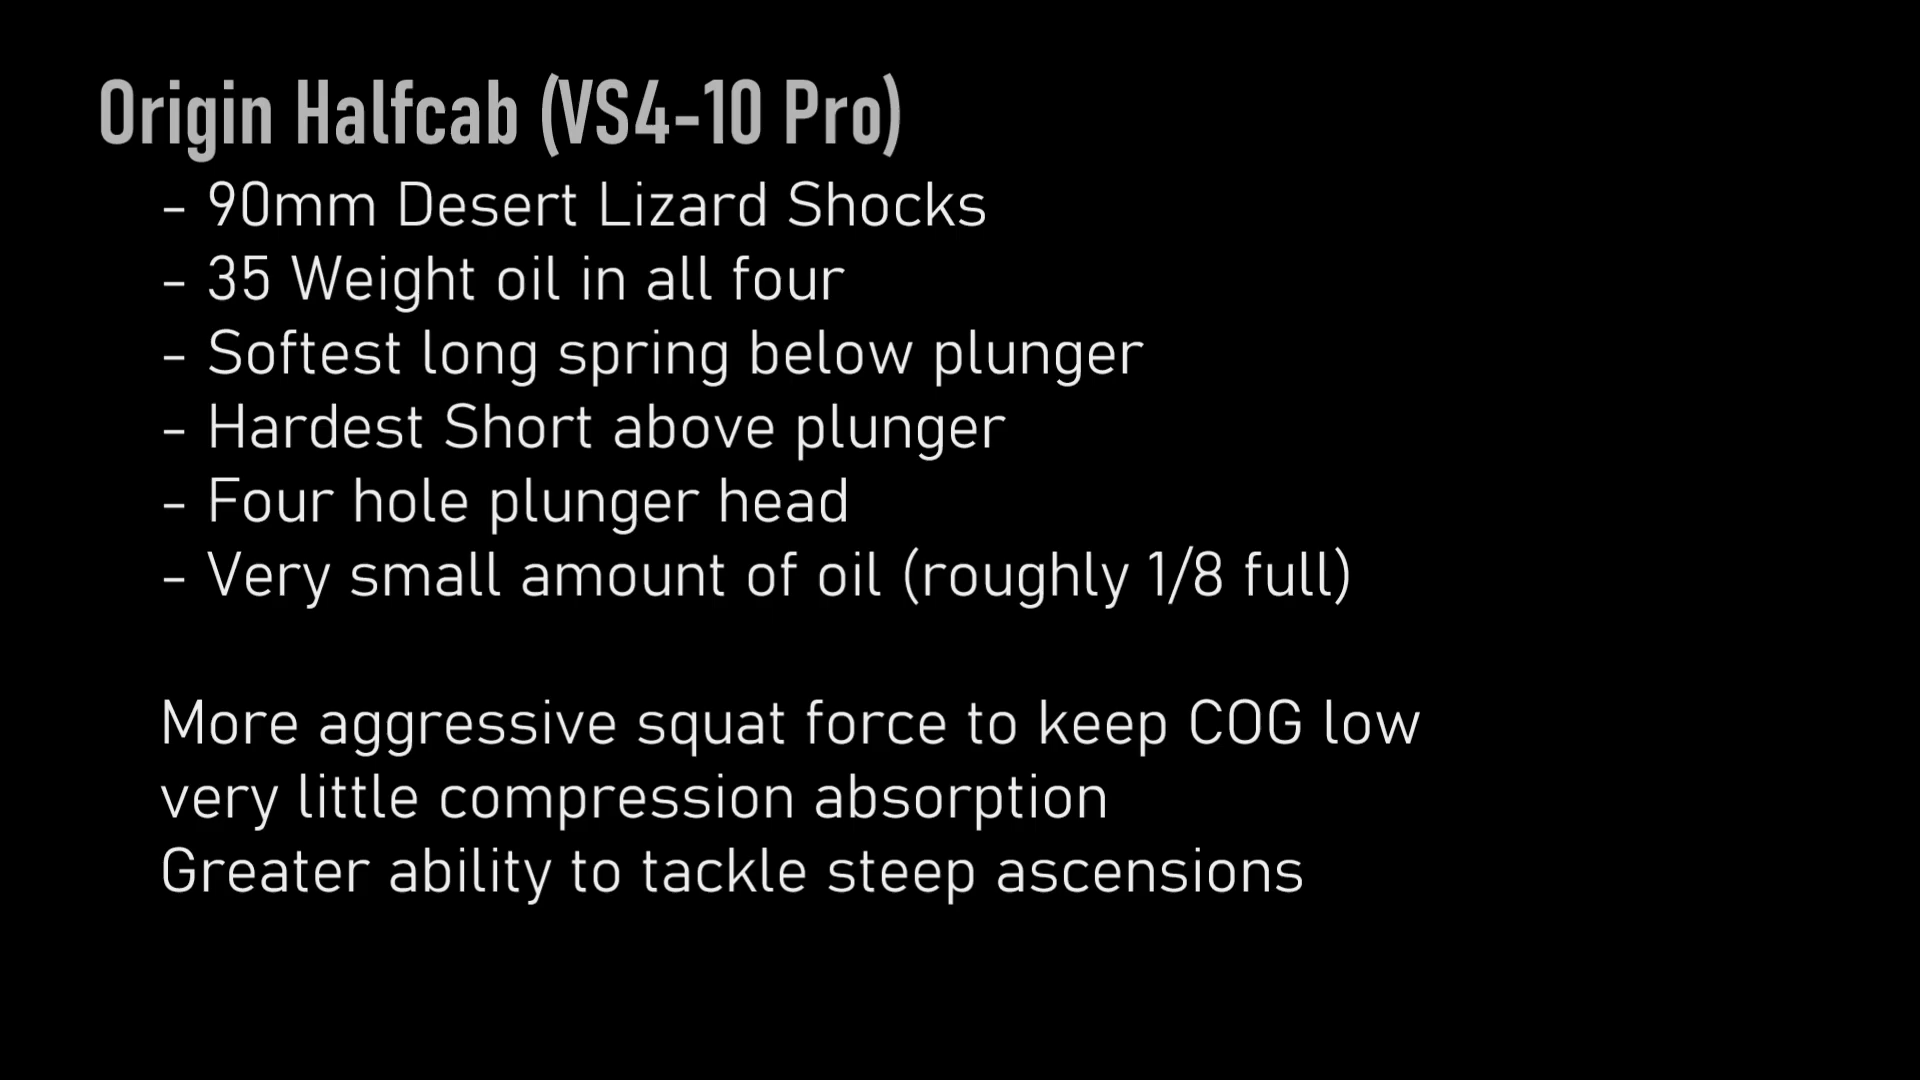 Origin Halfcab (VS4-10 Pro)
- 90mm Desert Lizard Shocks
- 35 Weight oil in all four
- Softest long spring below plunger
- Hardest Short above plunger
- Four hole plunger head
- Very small amount of oil (roughly 1/8 full)
More aggressive squat force to keep COG low
very little compression absorption
Greater ability to tackle steep ascensions